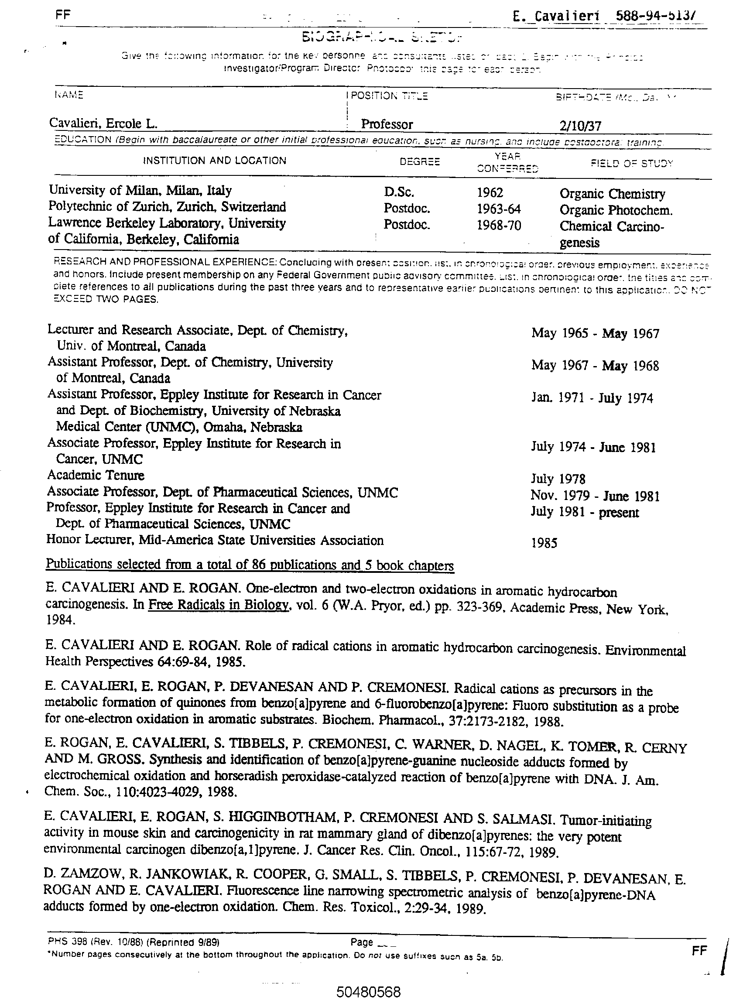 FF
E. Cavalieri 588-94-5137
BIOGRAPHICAL SKETCH
Give the following information for the key personnel and consultants listed on page 2. Begin with the Principal
Investigator/Program Director. Photocopy this page for each person.
NAME POSITION TITLE BIRTHDATE (Mo., Day, Yr.)
Cavalieri, Ercole L. Professor 2/10/37
EDUCATION (Begin with baccalaureate or other initial professional education, such as nursing, and include postdoctoral training.
INSTITUTION AND LOCATION DEGREE YEAR CONFERRED FIELD OF STUDY
University of Milan, Milan, Italy D.Sc. 1962 Organic Chemistry
Polytechnic of Zurich, Zurich, Switzerland Postdoc. 1963-64 Organic Photochem.
Lawrence Berkeley Laboratory, University Postdoc. 1968-70 Chemical Carcino-
of California, Berkeley, California genesis
RESEARCH AND PROFESSIONAL EXPERIENCE: Concluding with present position, list, in chronological order, previous employment, experience
and honors. Include present membership on any Federal Government public advisory committee. List, in chronological order, the titles and com-
plete references to all publications during the past three years and to representative earlier publications pertinent to this application. DO NOT
EXCEED TWO PAGES.
Lecturer and Research Associate, Dept. of Chemistry, May 1965 - May 1967
Univ. of Montreal, Canada
Assistant Professor, Dept. of Chemistry, University May 1967 - May 1968
of Montreal, Canada
Assistant Professor, Eppley Institute for Research in Cancer Jan. 1971 - July 1974
and Dept. of Biochemistry, University of Nebraska
Medical Center (UNMC), Omaha, Nebraska
Associate Professor, Eppley Institute for Research in July 1974 - June 1981
Cancer, UNMC
Academic Tenure July 1978
Associate Professor, Dept. of Pharmaceutical Sciences, UNMC Nov. 1979 - June 1981
Professor, Eppley Institute for Research in Cancer and July 1981 - present
Dept. of Pharmaceutical Sciences, UNMC
Honor Lecturer, Mid-America State Universities Association 1985
Publications selected from a total of 86 publications and 5 book chapters
E. CAVALIERI AND E. ROGAN. One-electron and two-electron oxidations in aromatic hydrocarbon
carcinogenesis. In Free Radicals in Biology, vol. 6 (W.A. Pryor, ed.) pp. 323-369, Academic Press, New York,
1984.
E. CAVALIERI AND E. ROGAN. Role of radical cations in aromatic hydrocarbon carcinogenesis. Environmental
Health Perspectives 64:69-84, 1985.
E. CAVALIERI, E. ROGAN, P. DEVANESAN AND P. CREMONESI. Radical cations as precursors in the
metabolic formation of quinones from benzo[a]pyrene and 6-fluorobenzo[a]pyrene: Fluoro substitution as a probe
for one-electron oxidation in aromatic substrates. Biochem. Pharmacol., 37:2173-2182, 1988.
E. ROGAN, E. CAVALIERI, S. TIBBELS, P. CREMONESI, C. WARNER, D. NAGEL, K. TOMER, R. CERNY
AND M. GROSS. Synthesis and identification of benzo[a]pyrene-guanine nucleoside adducts formed by
electrochemical oxidation and horseradish peroxidase-catalyzed reaction of benzo[a]pyrene with DNA. J. Am.
Chem. Soc., 110:4023-4029, 1988.
E. CAVALIERI, E. ROGAN, S. HIGGINBOTHAM, P. CREMONESI AND S. SALMASI. Tumor-initiating
activity in mouse skin and carcinogenicity in rat mammary gland of dibenzo[a]pyrenes: the very potent
environmental carcinogen dibenzo[a,l]pyrene. J. Cancer Res. Clin. Oncol., 115:67-72, 1989.
D. ZAMZOW, R. JANKOWIAK, R. COOPER, G. SMALL, S. TIBBELS, P. CREMONESI, P. DEVANESAN, E.
ROGAN AND E. CAVALIERI. Fluorescence line narrowing spectrometric analysis of benzo[a]pyrene-DNA
adducts formed by one-electron oxidation. Chem. Res. Toxicol., 2:29-34, 1989.
PHS 398 (Rev. 10/88) (Reprinted 9/89) Page
*Number pages consecutively at the bottom throughout the application. Do not use suffixes such as 5a, 5b.
FF
50480568